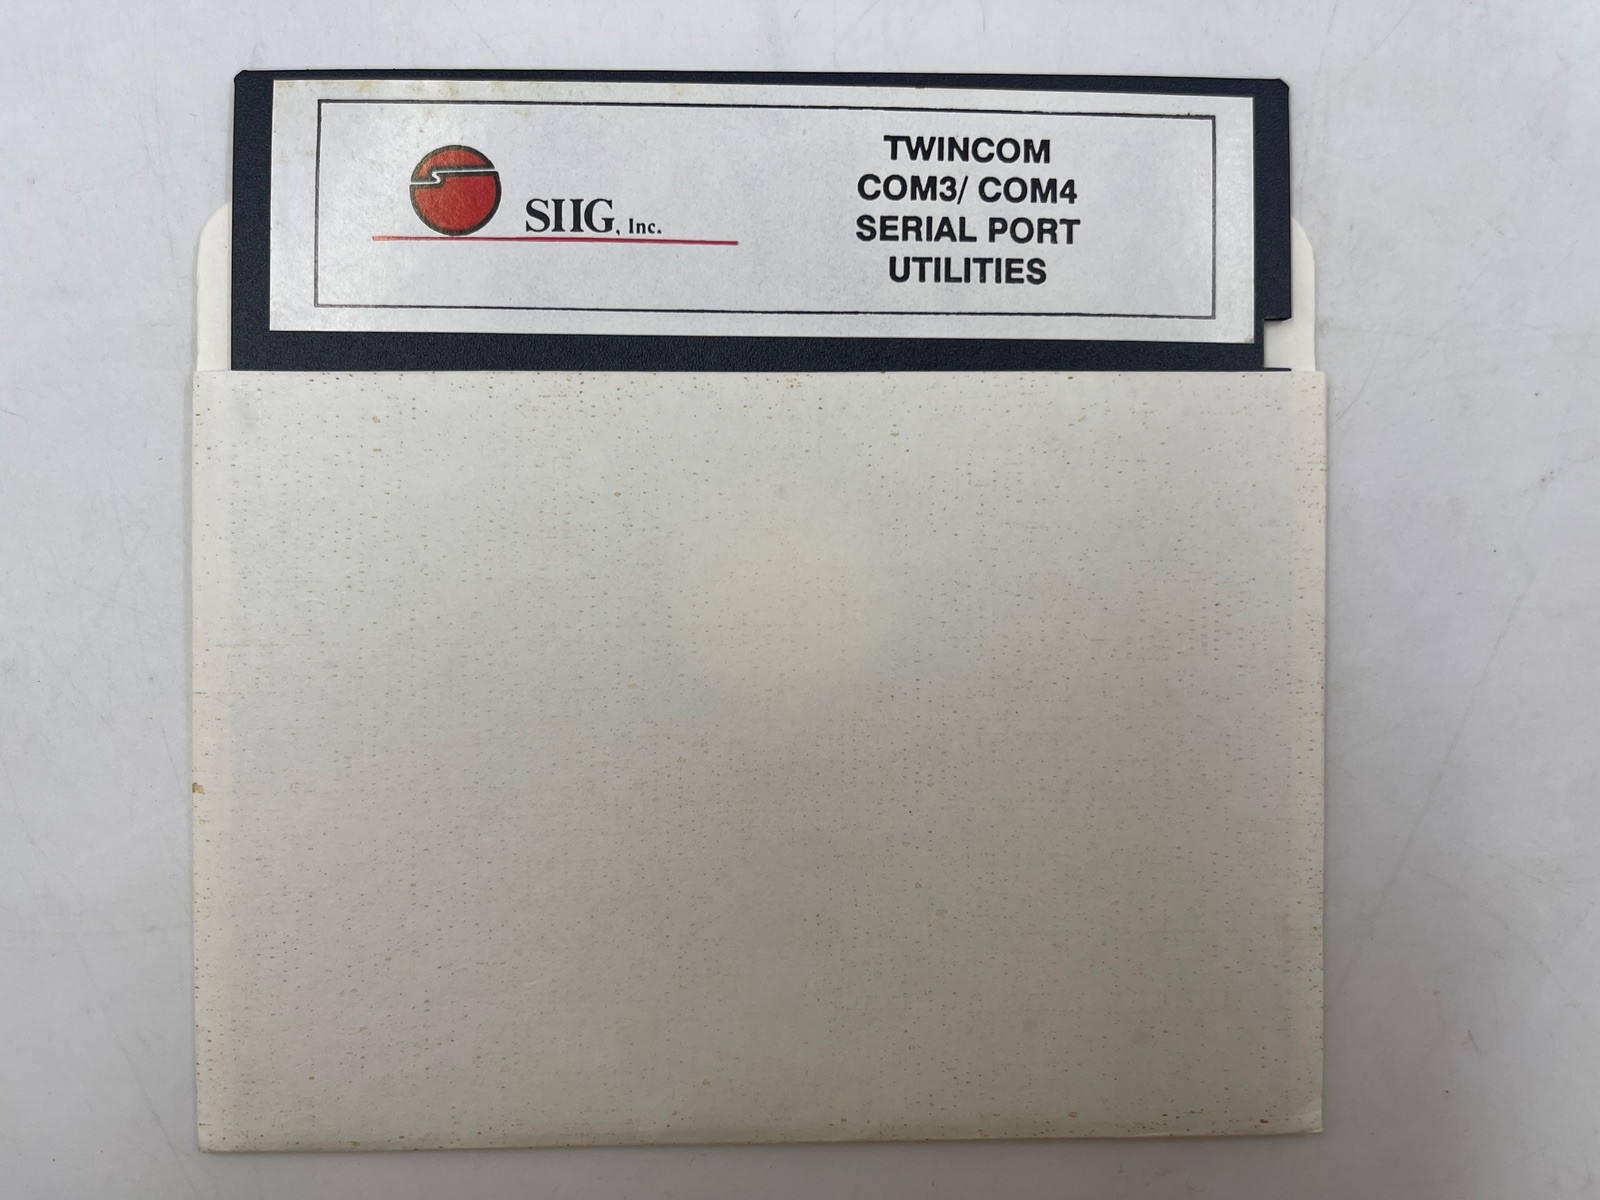 SIIG, Inc.
TWINCOM
COM3/ COM4
SERIAL PORT
UTILITIES